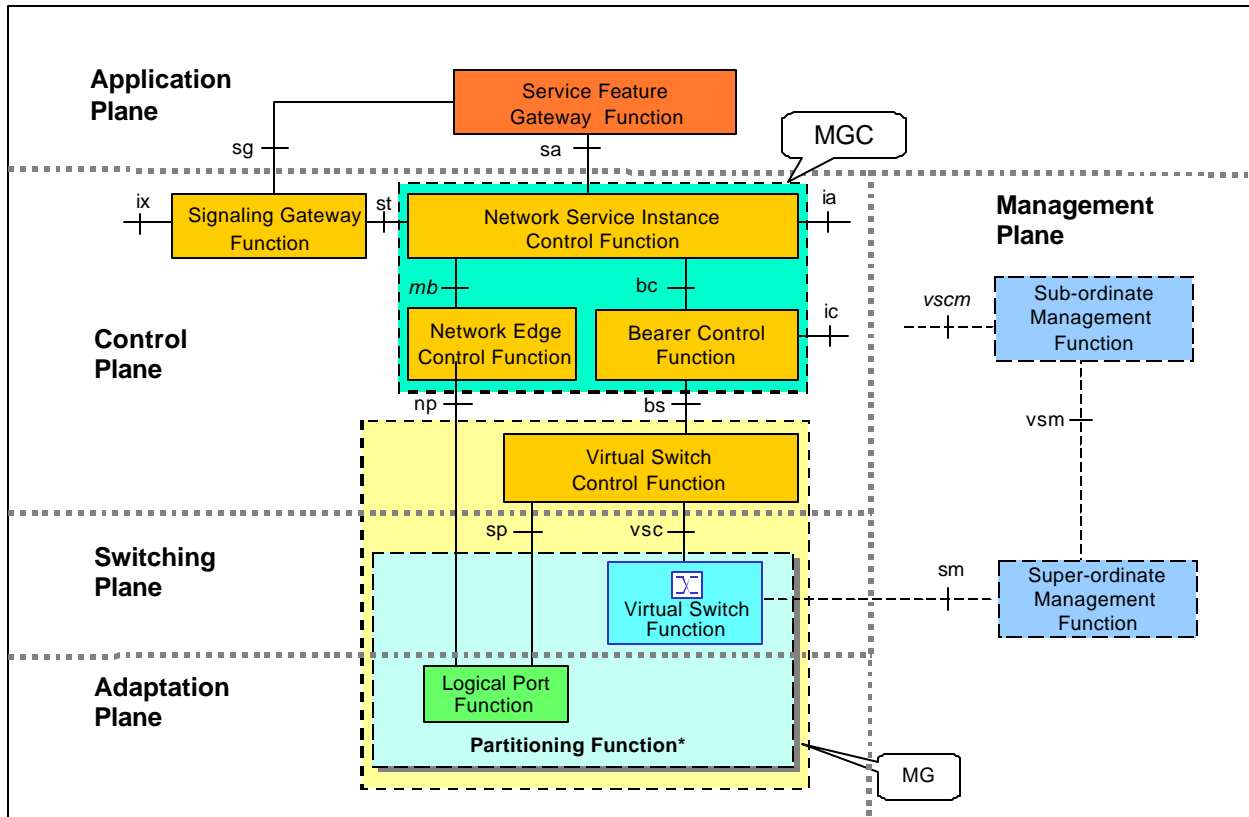 Application
Plane
Service Feature
Gateway Function
MGC
sg
sa
ix
Signaling Gateway
Function
st
Network Service Instance
Control Function
ia
Management
Plane
mb
bc
Control
Plane
Network Edge
Control Function
Bearer Control
Function
ic
vscm
Sub-ordinate
Management
Function
np
bs
vsm
Virtual Switch
Control Function
Switching
Plane
sp
vsc
Virtual Switch
Function
sm
Super-ordinate
Management
Function
Adaptation
Plane
Logical Port
Function
Partitioning Function*
MG